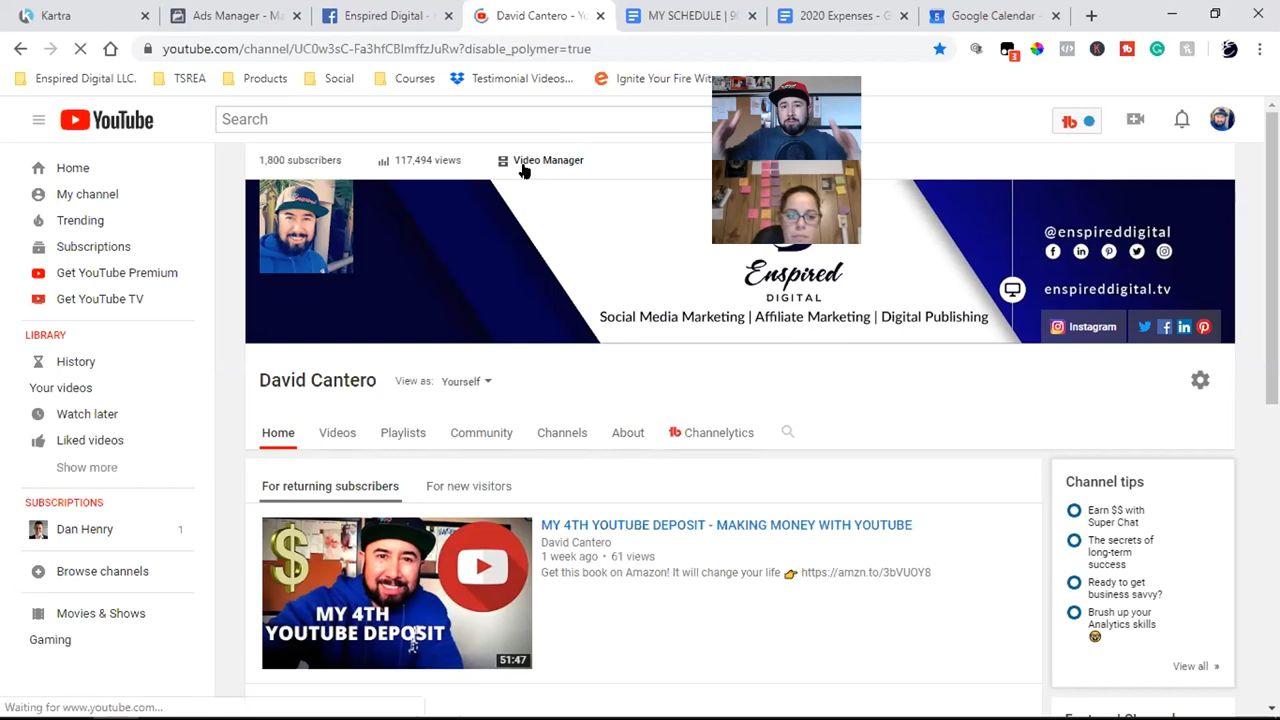 Kartra
Ads Manager - Ma
Enspired Digital -
David Cantero - Yo
MY SCHEDULE | 90
2020 Expenses - G
Google Calendar -
youtube.com/channel/UC0w3sC-Fa3hfCBlmffzJuRw?disable_polymer=true
3
Enspired Digital LLC.
TSREA
Products
Social
Courses
Testimonial Videos...
Ignite Your Fire Wit
YouTube
Search
1,800 subscribers
117,494 views
Video Manager
Home
My channel
Trending
Subscriptions
Get YouTube Premium
Get YouTube TV
LIBRARY
History
Your videos
Watch later
Liked videos
Show more
SUBSCRIPTIONS
Dan Henry 1
Browse channels
Movies & Shows
Gaming
Enspired
DIGITAL
Social Media Marketing | Affiliate Marketing | Digital Publishing
@enspireddigital
enspireddigital.tv
Instagram
David Cantero
View as: Yourself
Home
Videos
Playlists
Community
Channels
About
Channelytics
For returning subscribers
For new visitors
MY 4TH
YOUTUBE DEPOSIT
51:47
MY 4TH YOUTUBE DEPOSIT - MAKING MONEY WITH YOUTUBE
David Cantero
1 week ago • 61 views
Get this book on Amazon! It will change your life 👉 https://amzn.to/3bVUOY8
Channel tips
Earn $$ with
Super Chat
The secrets of
long-term
success
Ready to get
business savvy?
Brush up your
Analytics skills
View all »
Waiting for www.youtube.com...